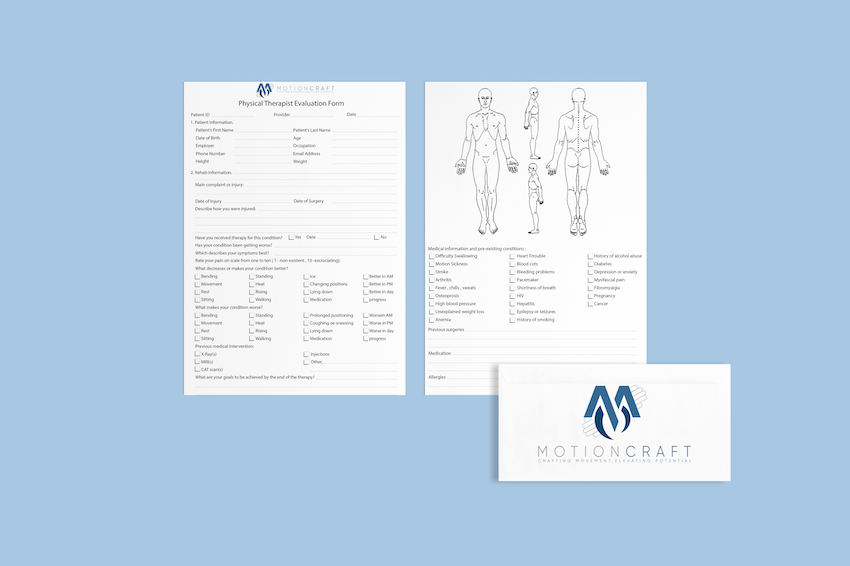 MOTIONCRAFT
Physical Therapist Evaluation Form
Patient ID: Provider: Date
1. Patient Information.
Patient's First Name Patient's Last Name
Date of Birth Age
Employer Occupation
Phone Number Email Address
Height Weight
2. Rehab Information.
Main complaint or injury:
Date of Injury Date of Surgery
Describe how you were injured:
Have you received therapy for this condition? Yes Date No
Has your condition been getting worse?
Which describes your symptoms best?
Rate your pain on scale from one to ten ( 1 - non-existent , 10 -excruciating):
What decrease or makes your condition better?
Bending Standing Ice Better in AM
Movement Heat Changing positions Better in PM
Rest Rising Lying down Better in day
Sitting Walking Medication progress
What makes your condition worse?
Bending Standing Prolonged positioning Worsen AM
Movement Heat Coughing oe sneezing Worse in PM
Rest Rising Lying down Worse in day
Sitting Walking Medication progress
Previous medical Intervention:
X-Ray(s) Injections
MRI(s) Other,
CAT scan(s)
What are your goals to be achieved by the end of the therapy?
Medical Information and pre-existing conditions .
Difficulty Swallowing Heart Trrouble History of alcohol abuse
Motion Sickness Blood cots Diabetes
Stroke Bleeding problems Depression or anxiety
Arthritis Pacemaker Myofascial pain
Fever , chills , sweats Shortness of breath Fibromyalgia
Osteoprosis HIV Pregnancy
High blood pressure Hepatitis Cancer
Unexplained weight loss Epilepsy or seizures
Anemia History of smoking
Previous surgeries
Medication
Allergies
MOTIONCRAFT
CRAFTING MOVEMENT.ELEVATING POTENTIAL